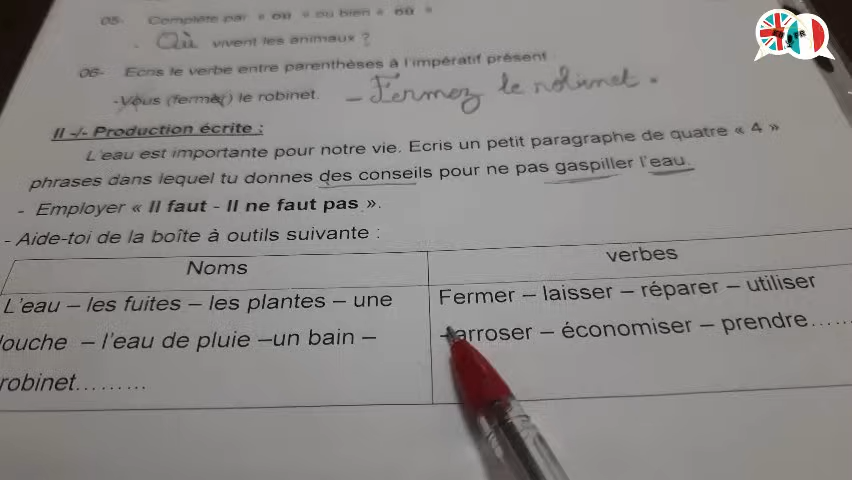 05- Complète par « ou » ou bien « où »
. Où vivent les animaux ?
06- Ecris le verbe entre parenthèses à l'impératif présent
-Vous (fermer) le robinet. - Fermez le robinet.
II -/- Production écrite :
L'eau est importante pour notre vie. Ecris un petit paragraphe de quatre « 4 »
phrases dans lequel tu donnes des conseils pour ne pas gaspiller l'eau.
- Employer « Il faut - Il ne faut pas ».
- Aide-toi de la boîte à outils suivante :
Noms
L'eau – les fuites – les plantes – une
douche – l'eau de pluie –un bain –
robinet………
verbes
Fermer – laisser – réparer – utiliser
- arroser – économiser – prendre……